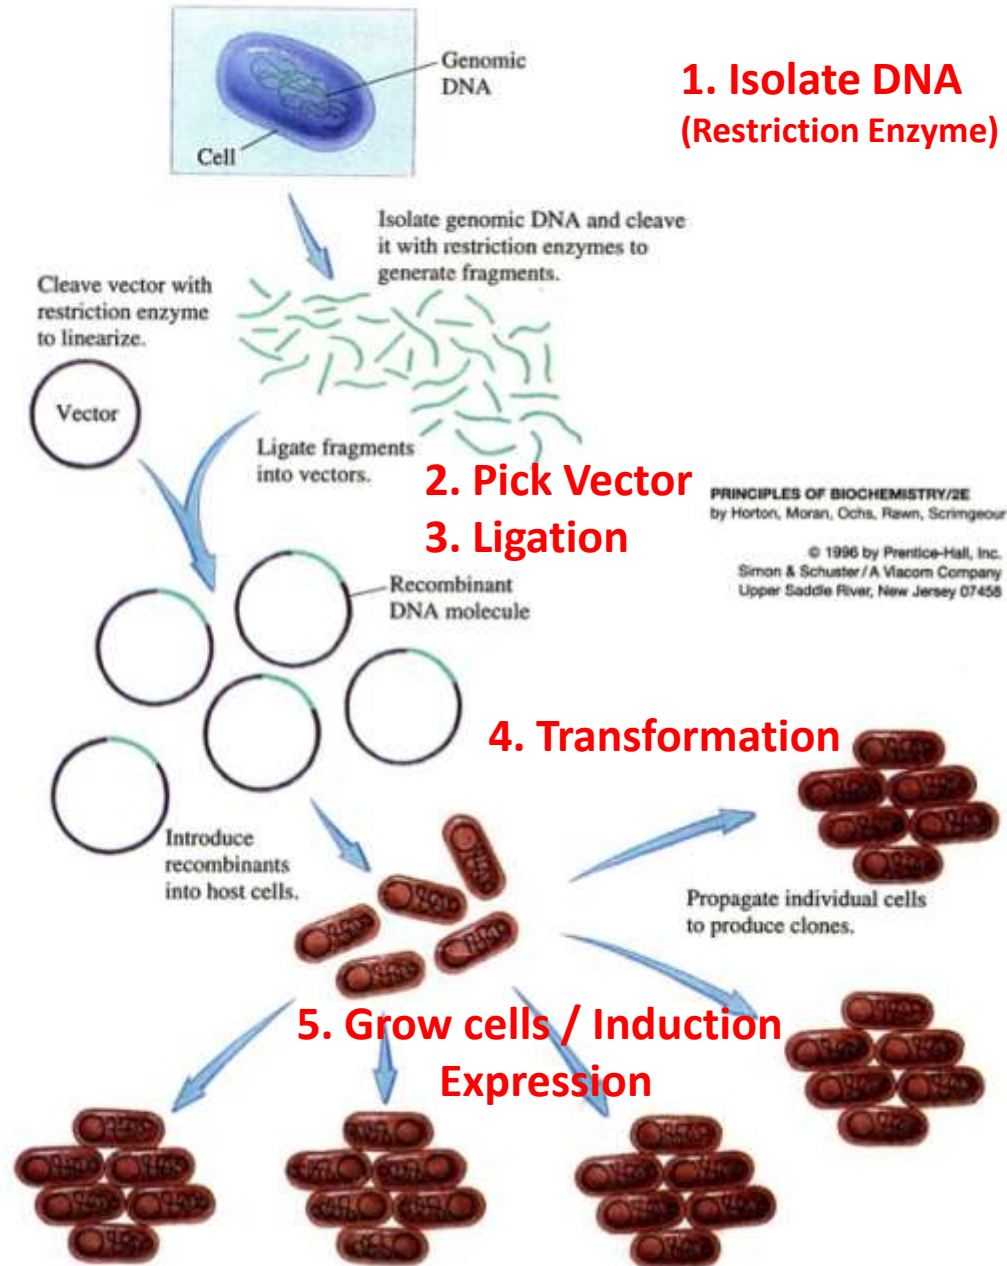 Genomic
DNA
Cell
1. Isolate DNA
(Restriction Enzyme)
Isolate genomic DNA and cleave
it with restriction enzymes to
generate fragments.
Cleave vector with
restriction enzyme
to linearize.
Vector
Ligate fragments
into vectors.
2. Pick Vector
3. Ligation
PRINCIPLES OF BIOCHEMISTRY/2E
by Horton, Moran, Ochs, Rawn, Scrimgeour
© 1996 by Prentice-Hall, Inc.
Simon & Schuster / A Viacom Company
Upper Saddle River, New Jersey 07458
Recombinant
DNA molecule
4. Transformation
Introduce
recombinants
into host cells.
Propagate individual cells
to produce clones.
5. Grow cells / Induction
Expression